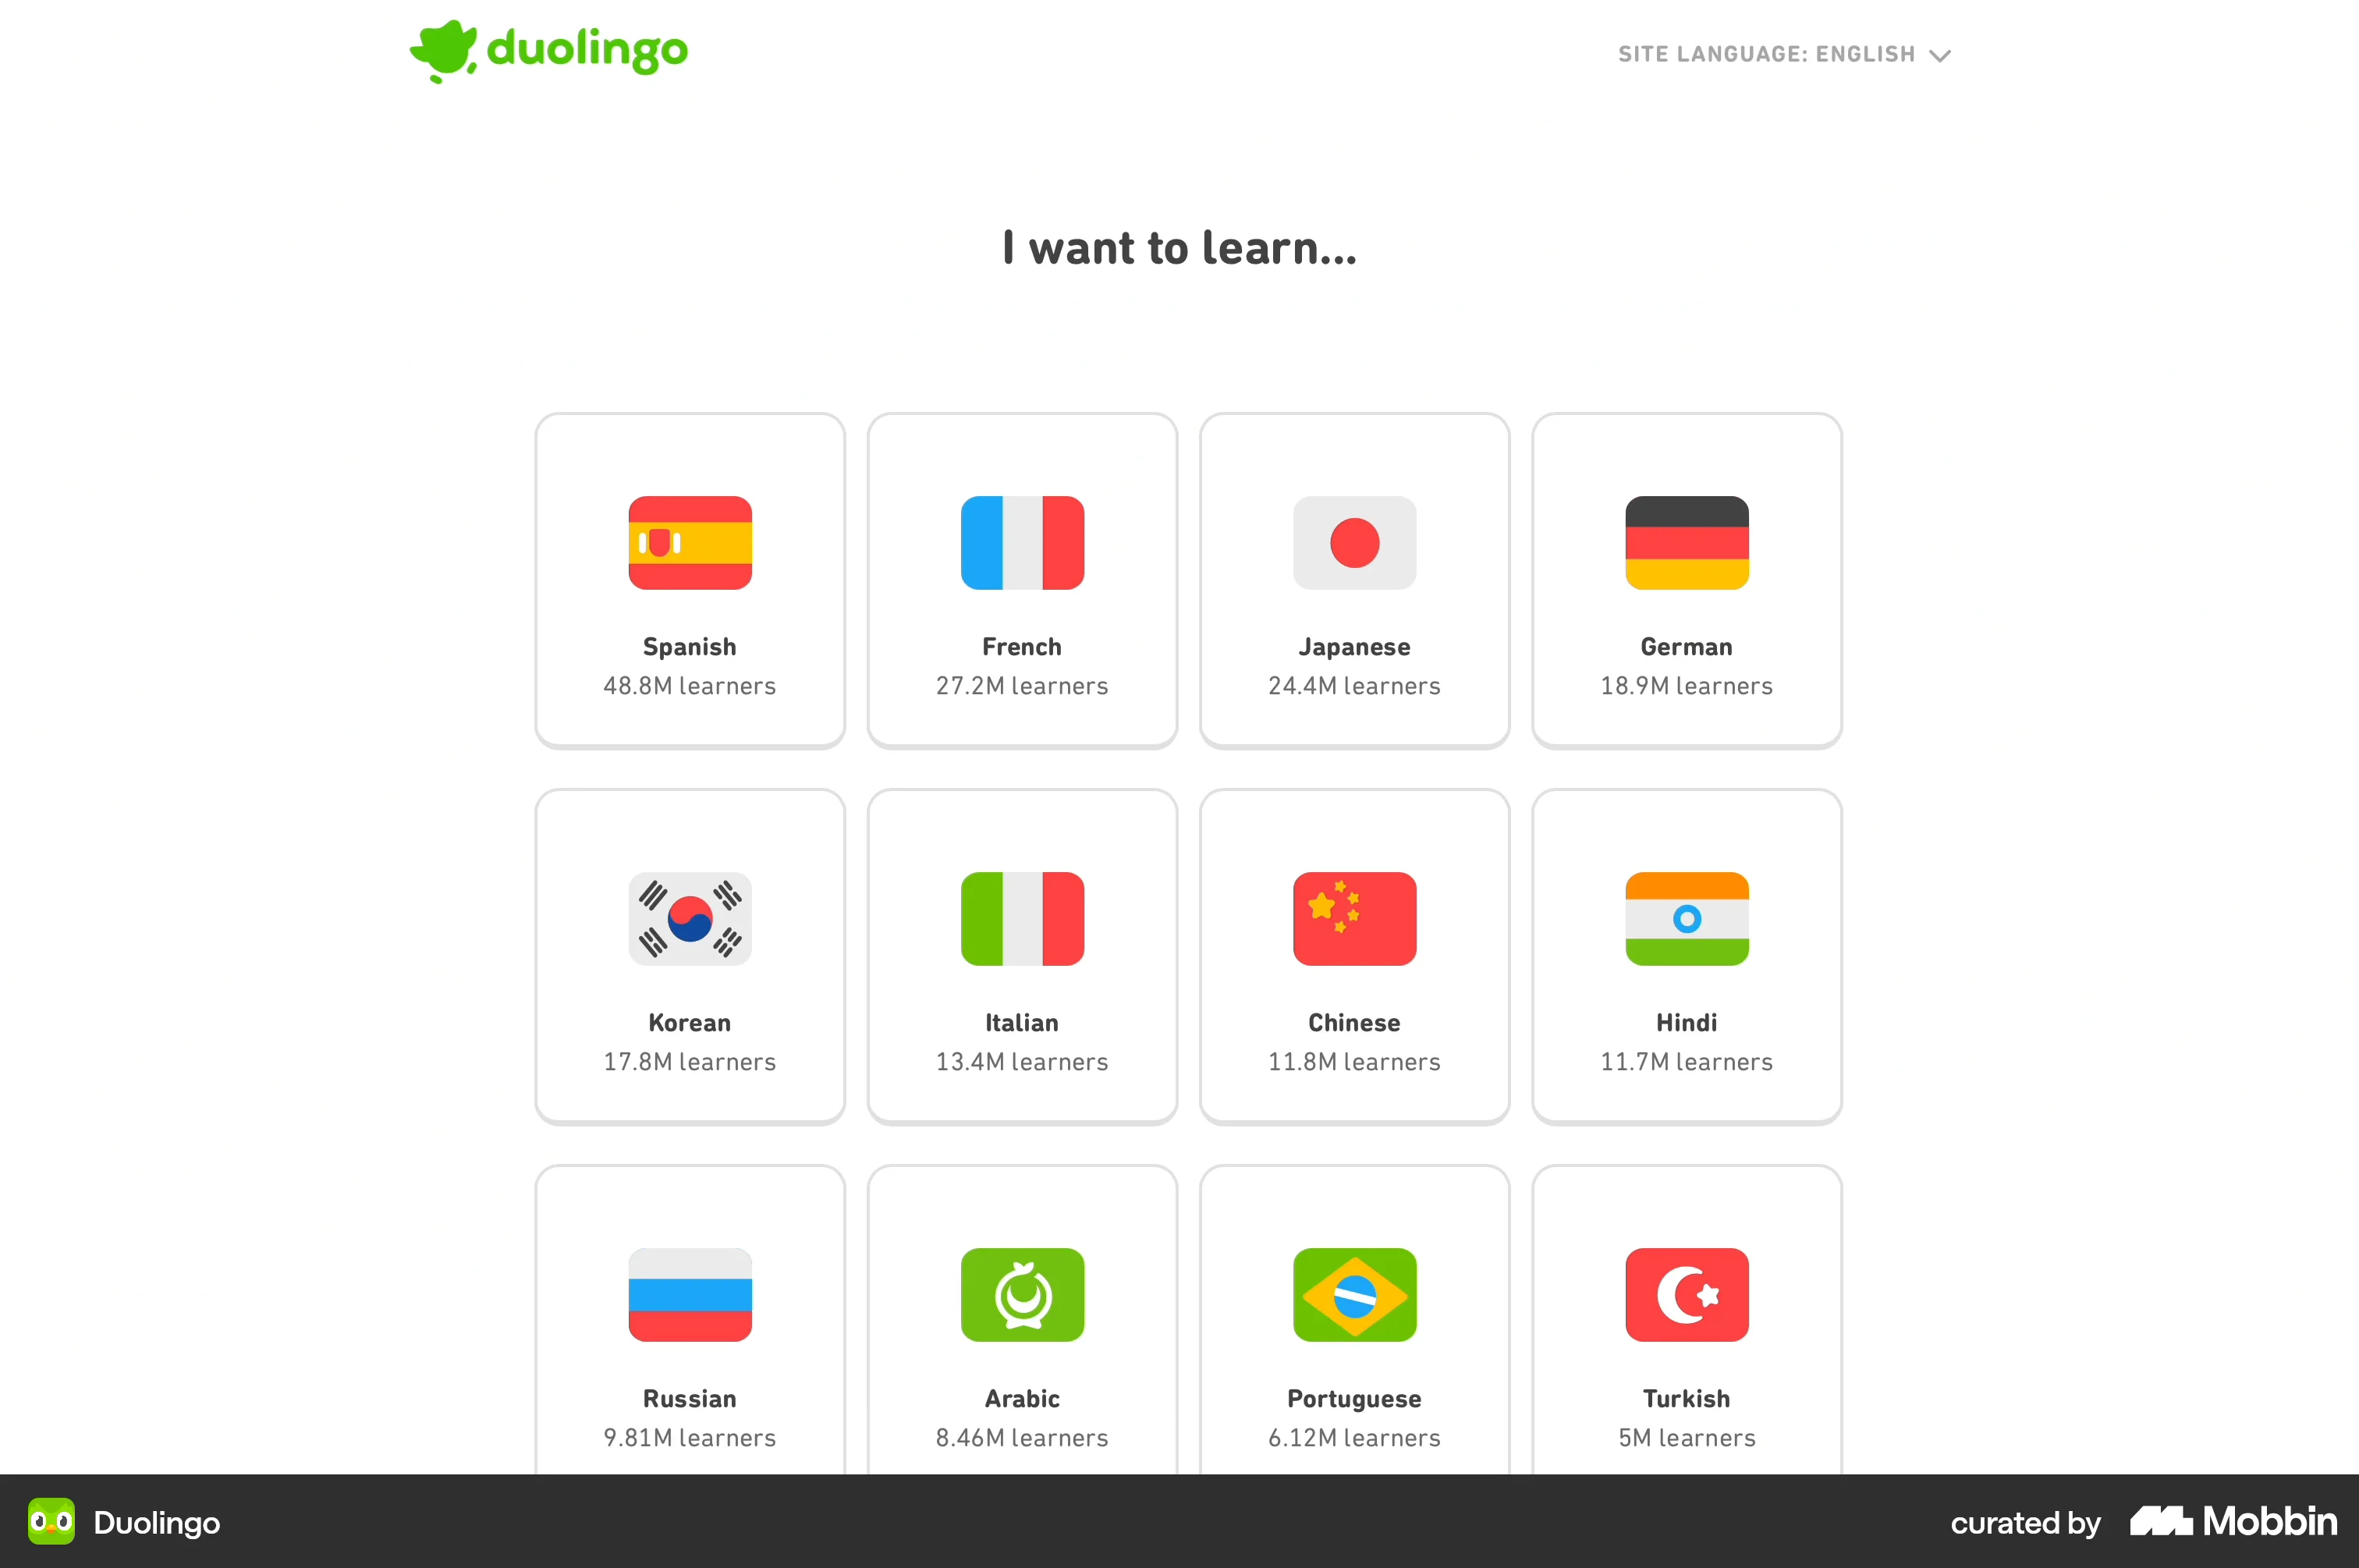 duolingo
SITE LANGUAGE: ENGLISH
I want to learn...
Spanish
48.8M learners
French
27.2M learners
Japanese
24.4M learners
German
18.9M learners
Korean
17.8M learners
Italian
13.4M learners
Chinese
11.8M learners
Hindi
11.7M learners
Russian
9.81M learners
Arabic
8.46M learners
Portuguese
6.12M learners
Turkish
5M learners
Duolingo
curated by
Mobbin